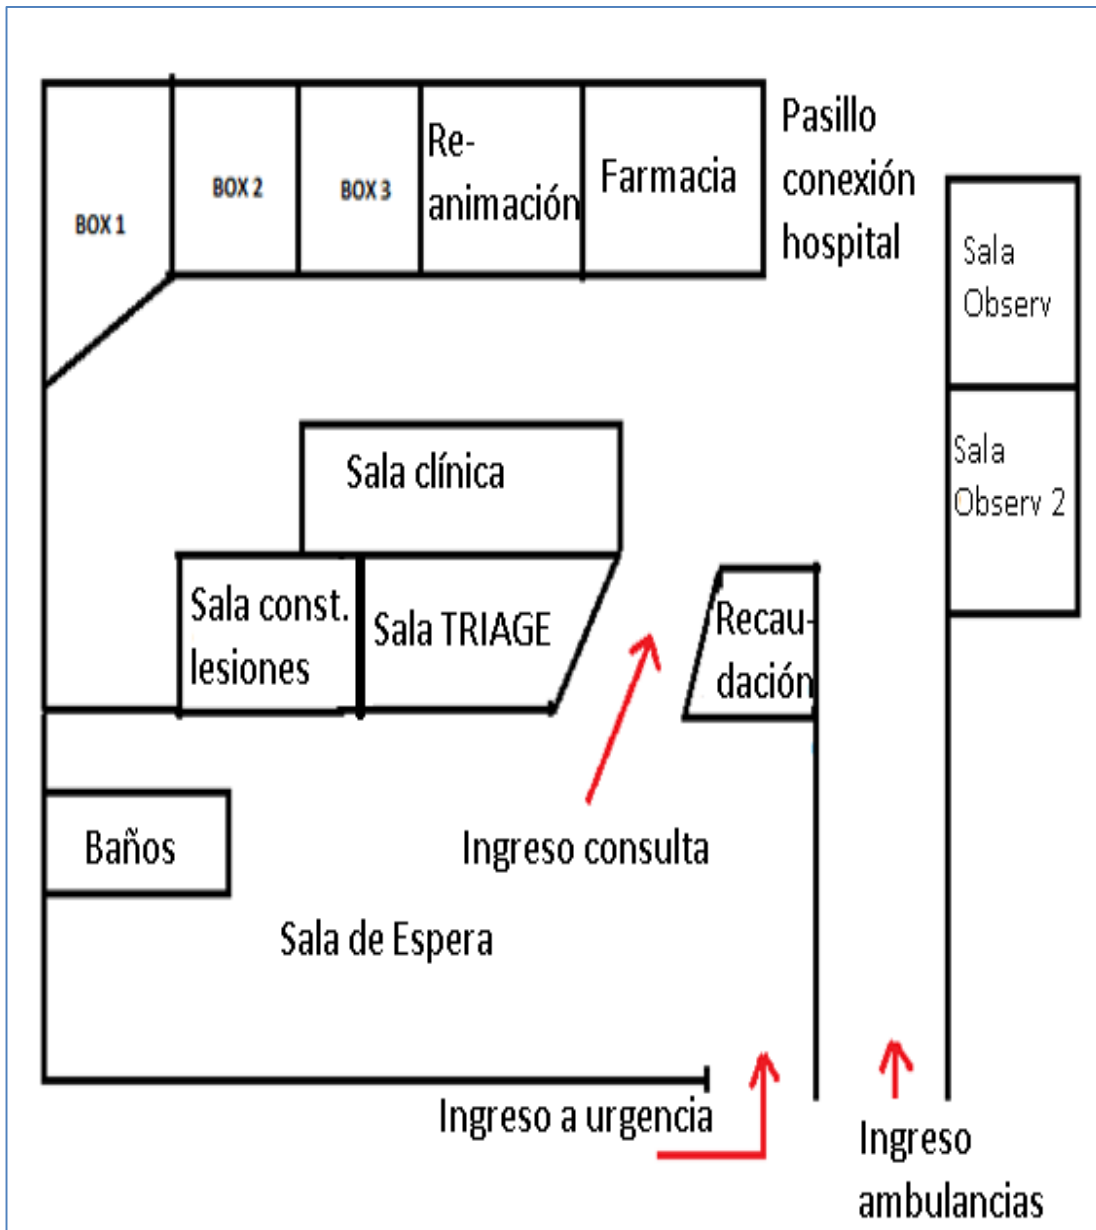 BOX 1
BOX 2
BOX 3
Re-
animación
Farmacia
Pasillo
conexión
hospital
Sala
Observ
Sala
Observ 2
Sala clínica
Sala const.
lesiones
Sala TRIAGE
Recau-
dación
Baños
Ingreso consulta
Sala de Espera
Ingreso a urgencia
Ingreso
ambulancias